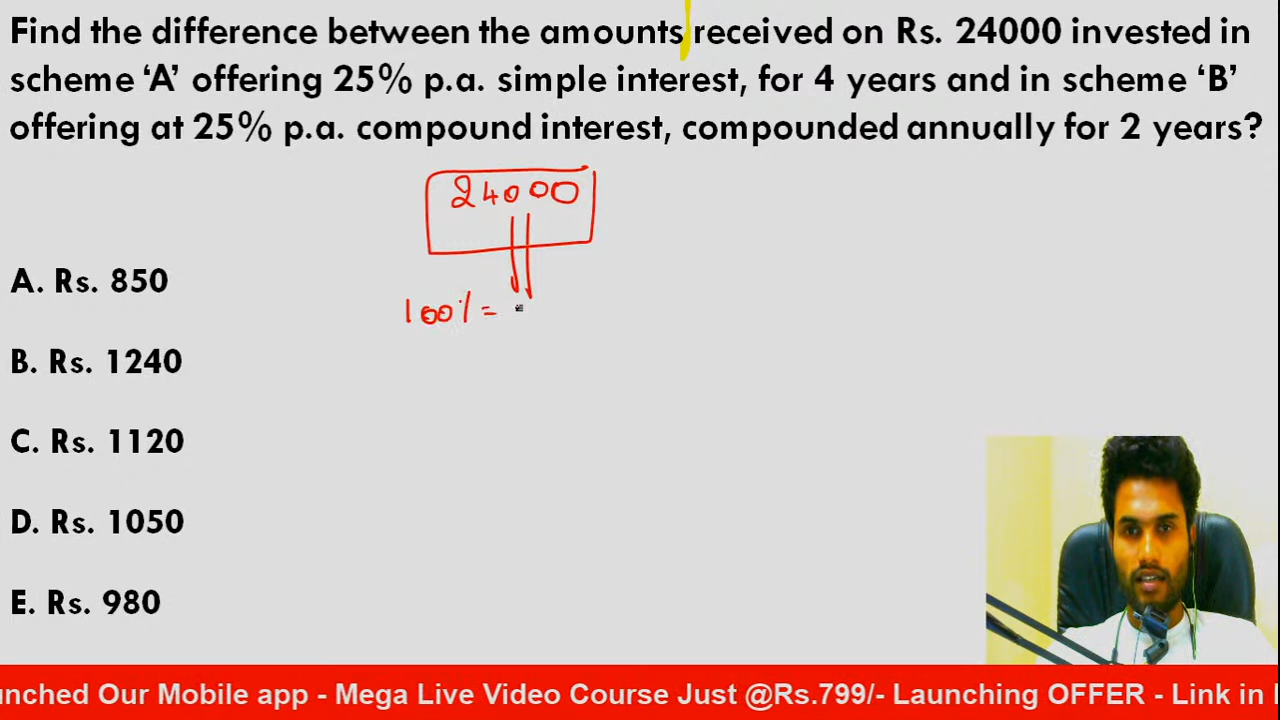 Find the difference between the amounts received on Rs. 24000 invested in
scheme ‘A’ offering 25% p.a. simple interest, for 4 years and in scheme ‘B’
offering at 25% p.a. compound interest, compounded annually for 2 years?
24000
A. Rs. 850
100% =
B. Rs. 1240
C. Rs. 1120
D. Rs. 1050
E. Rs. 980
unched Our Mobile app - Mega Live Video Course Just @Rs.799/- Launching OFFER - Link in